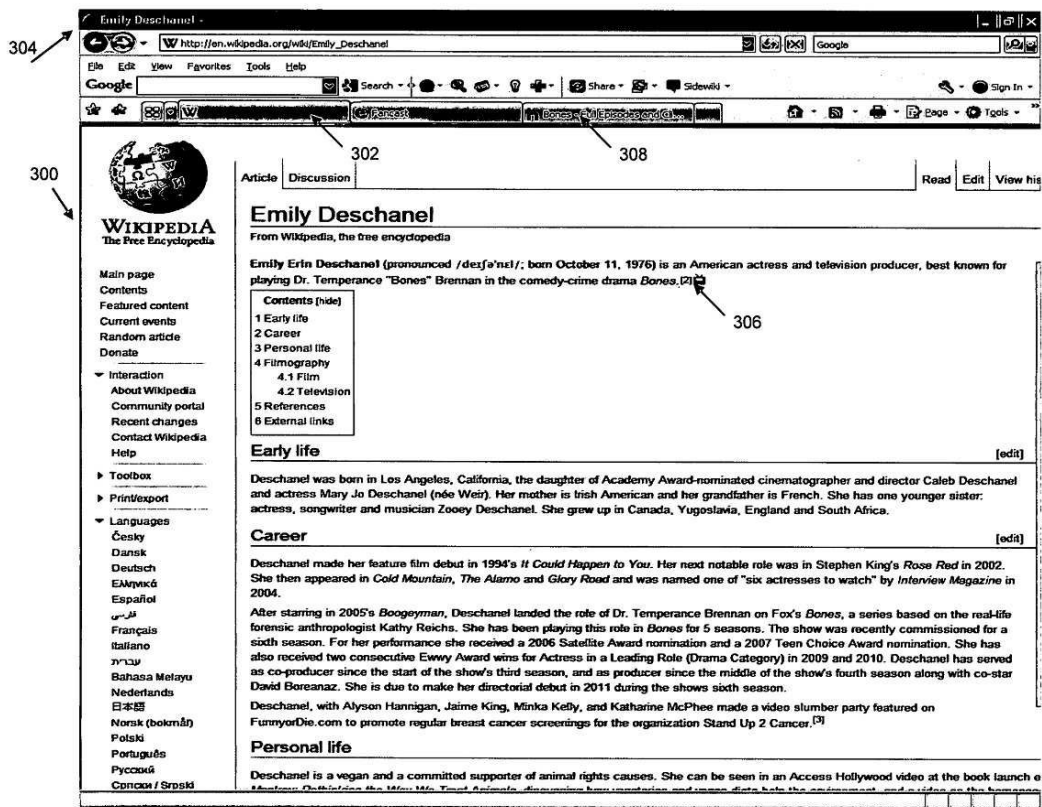 Emily Deschanel -
304
http://en.wikipedia.org/wiki/Emily_Deschanel
Google
File Edit View Favorites Tools Help
Google
Search
Share
Sidewiki
Sign In
W
Fancast
Bones - Full Episodes and Cl...
Page
Tools
302
308
300
WIKIPEDIA
The Free Encyclopedia
Main page
Contents
Featured content
Current events
Random article
Donate
Interaction
About Wikipedia
Community portal
Recent changes
Contact Wikipedia
Help
Toolbox
Print/export
Languages
Česky
Dansk
Deutsch
Ελληνικά
Español
فارسی
Français
Italiano
עברית
Bahasa Melayu
Nederlands
日本語
Norsk (bokmål)
Polski
Português
Русский
Српски / Srpski
Article Discussion
Read Edit View his
Emily Deschanel
From Wikipedia, the free encyclopedia
Emily Erin Deschanel (pronounced /deɪʃəˈnɛl/; born October 11, 1976) is an American actress and television producer, best known for
playing Dr. Temperance "Bones" Brennan in the comedy-crime drama Bones.[2]
306
Contents [hide]
1 Early life
2 Career
3 Personal life
4 Filmography
4.1 Film
4.2 Television
5 References
6 External links
Early life [edit]
Deschanel was born in Los Angeles, California, the daughter of Academy Award-nominated cinematographer and director Caleb Deschanel
and actress Mary Jo Deschanel (née Weir). Her mother is Irish American and her grandfather is French. She has one younger sister:
actress, songwriter and musician Zooey Deschanel. She grew up in Canada, Yugoslavia, England and South Africa.
Career [edit]
Deschanel made her feature film debut in 1994's It Could Happen to You. Her next notable role was in Stephen King's Rose Red in 2002.
She then appeared in Cold Mountain, The Alamo and Glory Road and was named one of "six actresses to watch" by Interview Magazine in
2004.
After starring in 2005's Boogeyman, Deschanel landed the role of Dr. Temperance Brennan on Fox's Bones, a series based on the real-life
forensic anthropologist Kathy Reichs. She has been playing this role in Bones for 5 seasons. The show was recently commissioned for a
sixth season. For her performance she received a 2006 Satellite Award nomination and a 2007 Teen Choice Award nomination. She has
also received two consecutive Ewwy Award wins for Actress in a Leading Role (Drama Category) in 2009 and 2010. Deschanel has served
as co-producer since the start of the show's third season, and as producer since the middle of the show's fourth season along with co-star
David Boreanaz. She is due to make her directorial debut in 2011 during the shows sixth season.
Deschanel, with Alyson Hannigan, Jaime King, Minka Kelly, and Katharine McPhee made a video slumber party featured on
FunnyorDie.com to promote regular breast cancer screenings for the organization Stand Up 2 Cancer.[3]
Personal life
Deschanel is a vegan and a committed supporter of animal rights causes. She can be seen in an Access Hollywood video at the book launch o